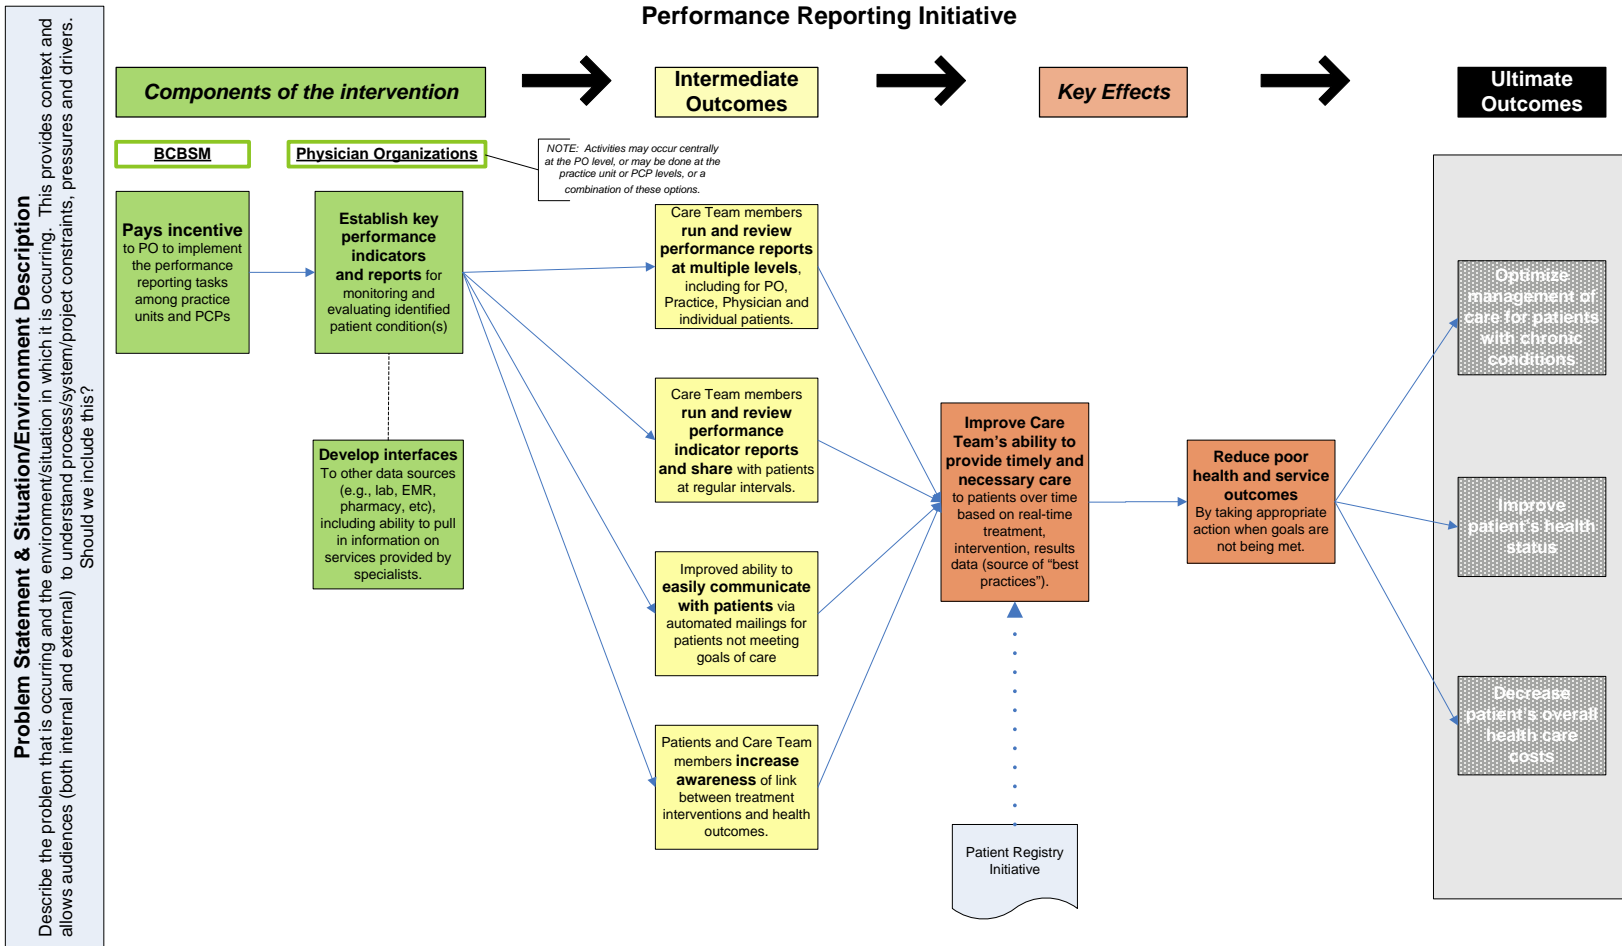 Performance Reporting Initiative
Problem Statement & Situation/Environment Description
Describe the problem that is occurring and the environment/situation in which it is occurring.  This provides context and
allows audiences (both internal and external)  to understand process/system/project constraints, pressures and drivers.
Should we include this?
Components of the intervention
Intermediate
Outcomes
Key Effects
Ultimate
Outcomes
BCBSM
Physician Organizations
NOTE:  Activities may occur centrally
at the PO level, or may be done at the
practice unit or PCP levels, or a
combination of these options.
Pays incentive
to PO to implement
the performance
reporting tasks
among practice
units and PCPs
Establish key
performance
indicators
and reports for
monitoring and
evaluating identified
patient condition(s)
Develop interfaces
To other data sources
(e.g., lab, EMR,
pharmacy, etc),
including ability to pull
in information on
services provided by
specialists.
Care Team members
run and review
performance reports
at multiple levels,
including for PO,
Practice, Physician and
individual patients.
Care Team members
run and review
performance
indicator reports
and share with patients
at regular intervals.
Improved ability to
easily communicate
with patients via
automated mailings for
patients not meeting
goals of care
Patients and Care Team
members increase
awareness of link
between treatment
interventions and health
outcomes.
Improve Care
Team's ability to
provide timely and
necessary care
to patients over time
based on real-time
treatment,
intervention, results
data (source of "best
practices").
Patient Registry
Initiative
Reduce poor
health and service
outcomes
By taking appropriate
action when goals are
not being met.
Optimize
management of
care for patients
with chronic
conditions
Improve
patient's health
status
Decrease
patient's overall
health care
costs